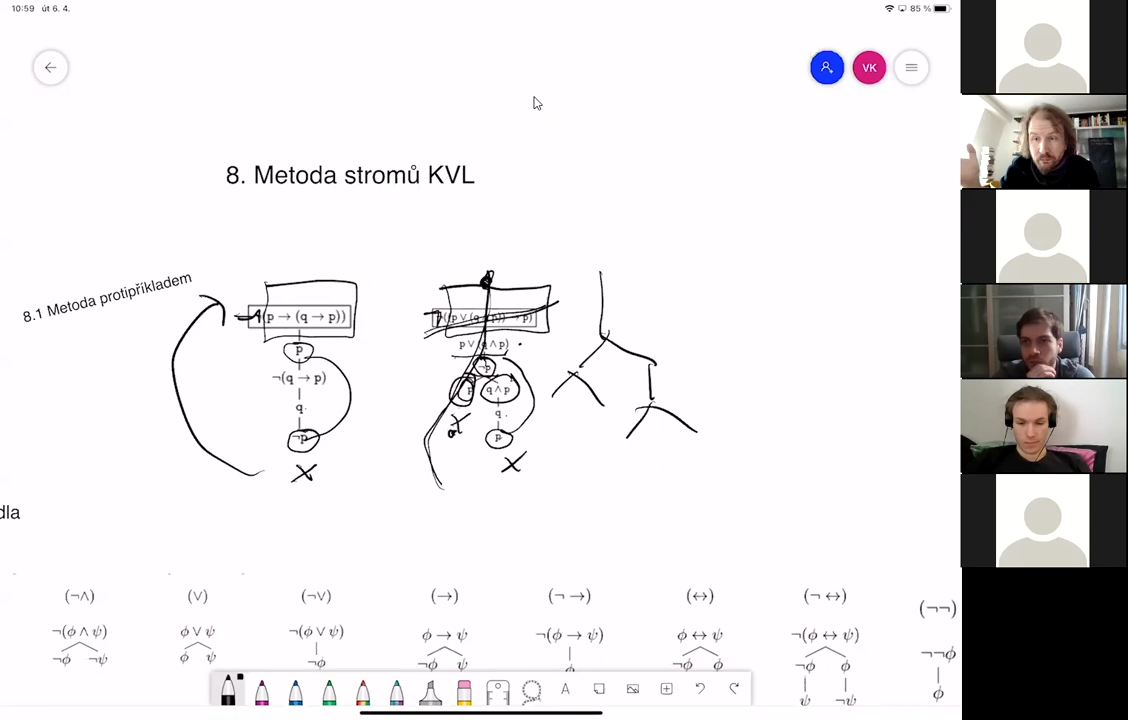 10:59 út 6. 4.
85 %
VK
8. Metoda stromů KVL
8.1 Metoda protipříkladem
(p → (q → p))
p
¬(q → p)
q
¬p
p ∨ (q ∧ p)
¬p
p
q ∧ p
q
p
X
X
dla
(¬∧) (∨) (¬∨) (→) (¬ →) (↔) (¬ ↔) (¬¬)
¬(ϕ ∧ ψ) ϕ ∨ ψ ¬(ϕ ∨ ψ) ϕ → ψ ¬(ϕ → ψ) ϕ ↔ ψ ¬(ϕ ↔ ψ) ¬¬ϕ
¬ϕ ¬ψ ϕ ψ ¬ϕ ¬ϕ ψ ϕ ¬ϕ ϕ ¬ϕ ϕ ϕ
ψ ¬ψ
A